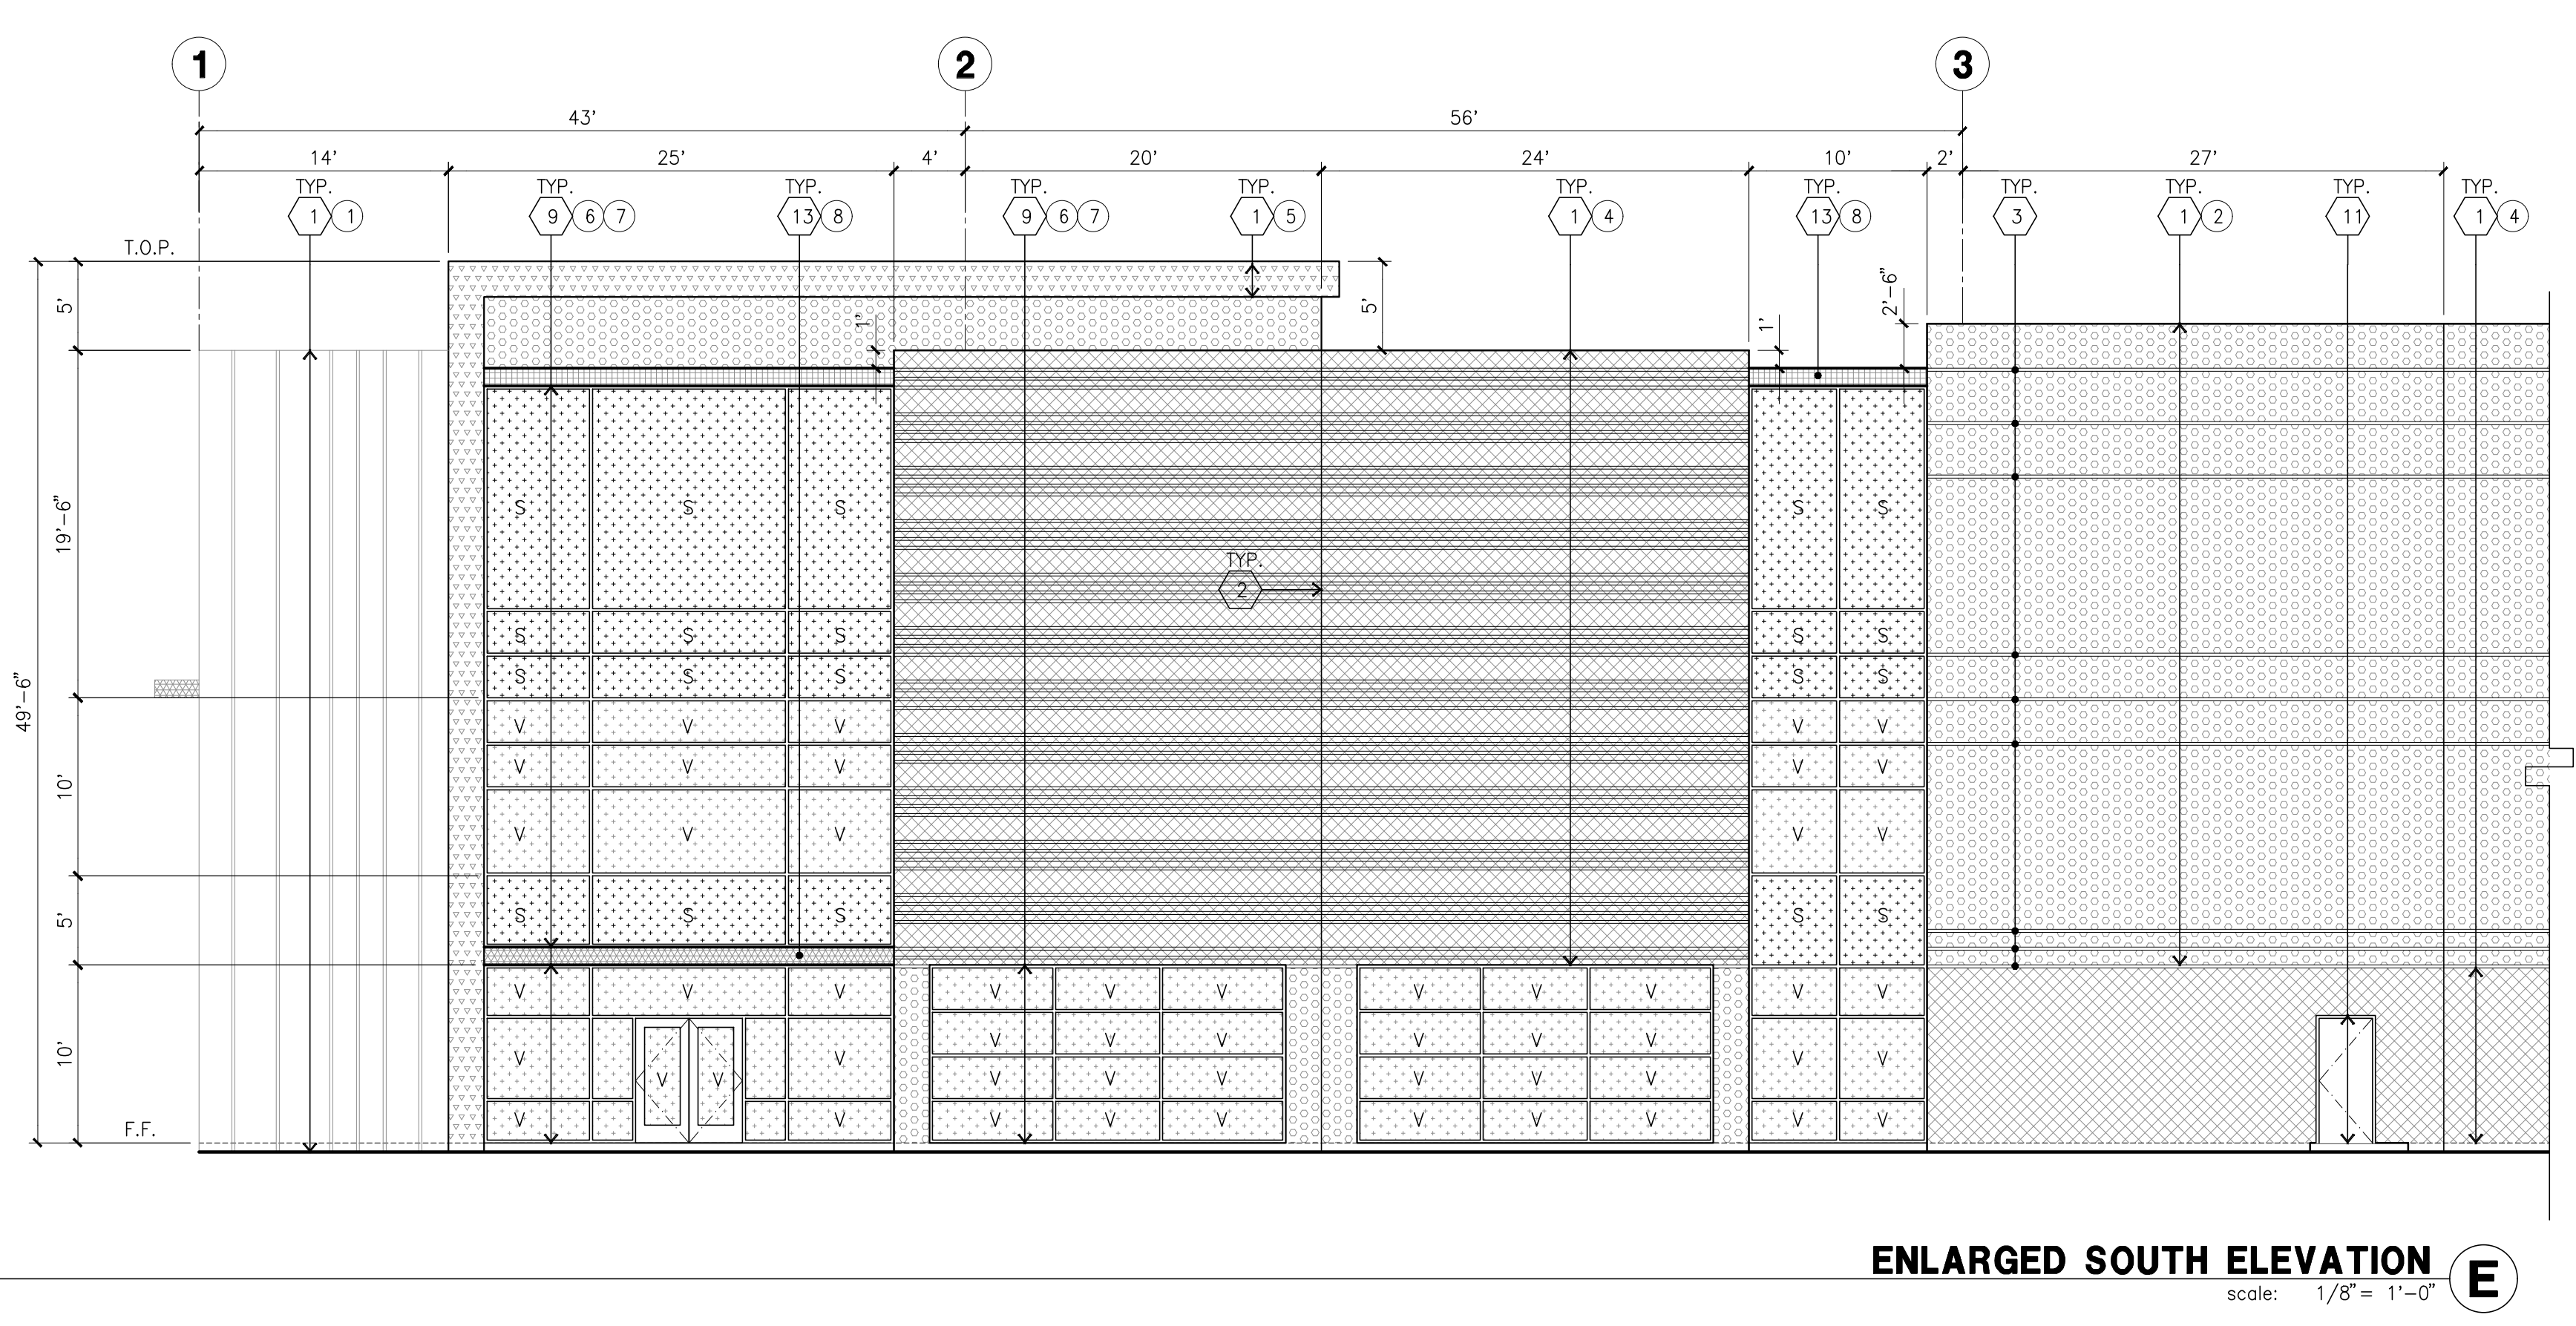 1 2 3
43’ 56’
14’ 25’ 4’ 20’ 24’ 10’ 2’ 27’
TYP. TYP. TYP. TYP. TYP. TYP. TYP. TYP. TYP. TYP. TYP.
1 1 9 6 7 13 8 9 6 7 1 5 1 4 13 8 3 1 2 11 1 4
T.O.P.
5’ 1’ 5’ 1’ 2’-6”
19’-6”
S S S S S
TYP.
2
S S S S S
S S S S S
49’-6”
V V V V V
10’
V V V V V
V V V V V
5’
S S S S S
V V V V V V V V V V V
V V V V V V
10’
V V V V
V V V V V V V V
V V V V V V V V V V
F.F.
ENLARGED SOUTH ELEVATION
E
scale: 1/8”= 1’-0”